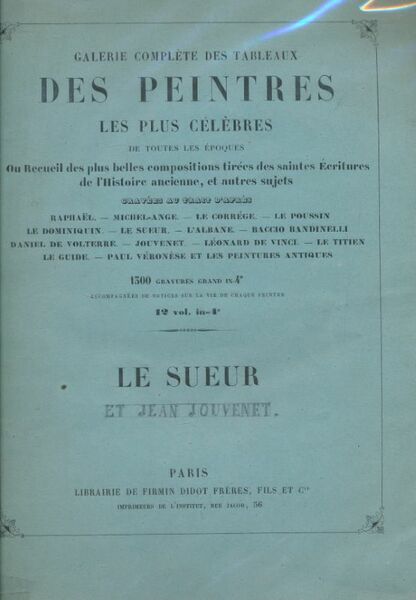 GALERIE COMPLÈTE DES TABLEAUX
DES PEINTRES
LES PLUS CÉLÈBRES
DE TOUTES LES ÉPOQUES
Ou Recueil des plus belles compositions tirées des saintes Écritures
de l'Histoire ancienne, et autres sujets
GRAVÉES AU TRAIT D'APRÈS
RAPHAËL. — MICHEL-ANGE. — LE CORRÉGE. — LE POUSSIN
LE DOMINIQUIN. — LE SUEUR. — L'ALBANE. — BACCIO BANDINELLI
DANIEL DE VOLTERRE. — JOUVENET. — LÉONARD DE VINCI. — LE TITIEN
LE GUIDE. — PAUL VÉRONÈSE ET LES PEINTURES ANTIQUES
1500 GRAVURES GRAND IN-4º
ACCOMPAGNÉES DE NOTICES SUR LA VIE DE CHAQUE PEINTRE
12 vol. in-4º
LE SUEUR
ET JEAN JOUVENET.
PARIS
LIBRAIRIE DE FIRMIN DIDOT FRÈRES, FILS ET Cie
IMPRIMEURS DE L'INSTITUT, RUE JACOB, 56